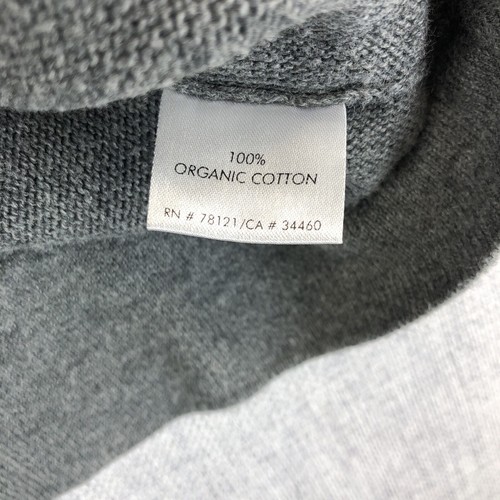 100%
ORGANIC COTTON
RN # 78121/CA # 34460